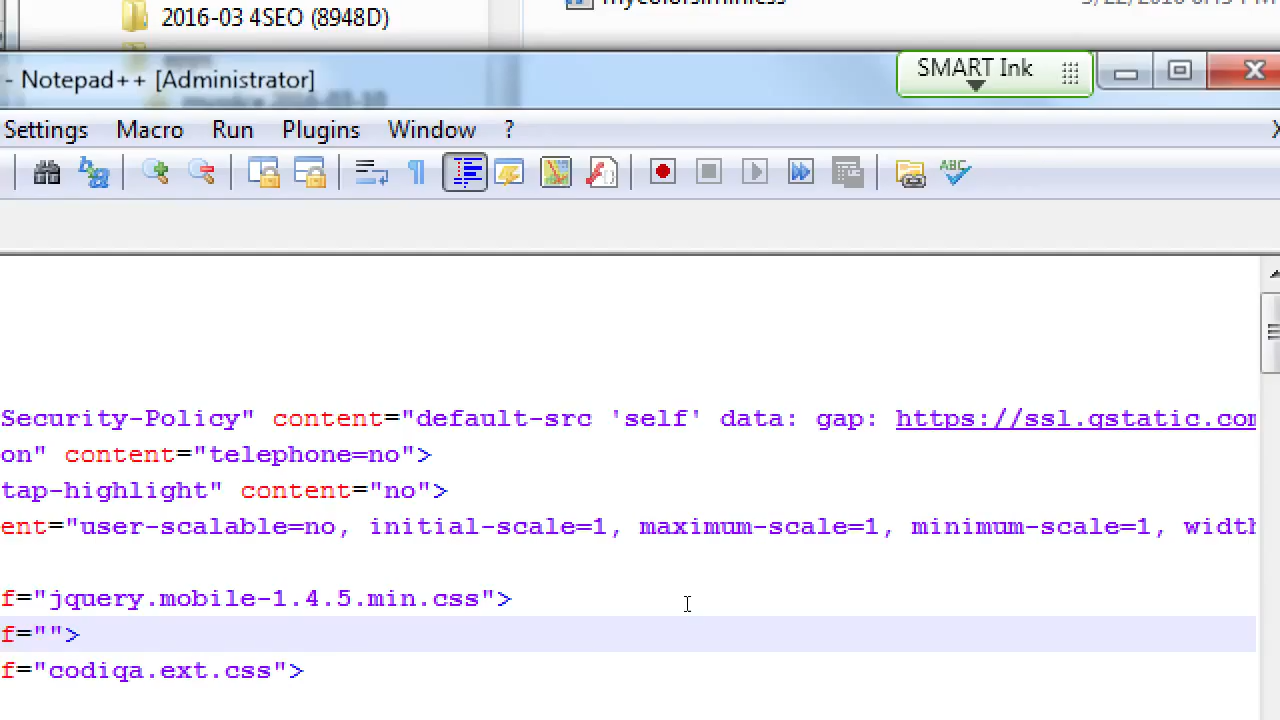 2016-03 4SEO (8948D)
- Notepad++ [Administrator]
SMART Ink
Settings Macro Run Plugins Window ?
ABC
Security-Policy" content="default-src 'self' data: gap: https://ssl.gstatic.com
on" content="telephone=no">
tap-highlight" content="no">
ent="user-scalable=no, initial-scale=1, maximum-scale=1, minimum-scale=1, width
f="jquery.mobile-1.4.5.min.css">
f="">
f="codiqa.ext.css">